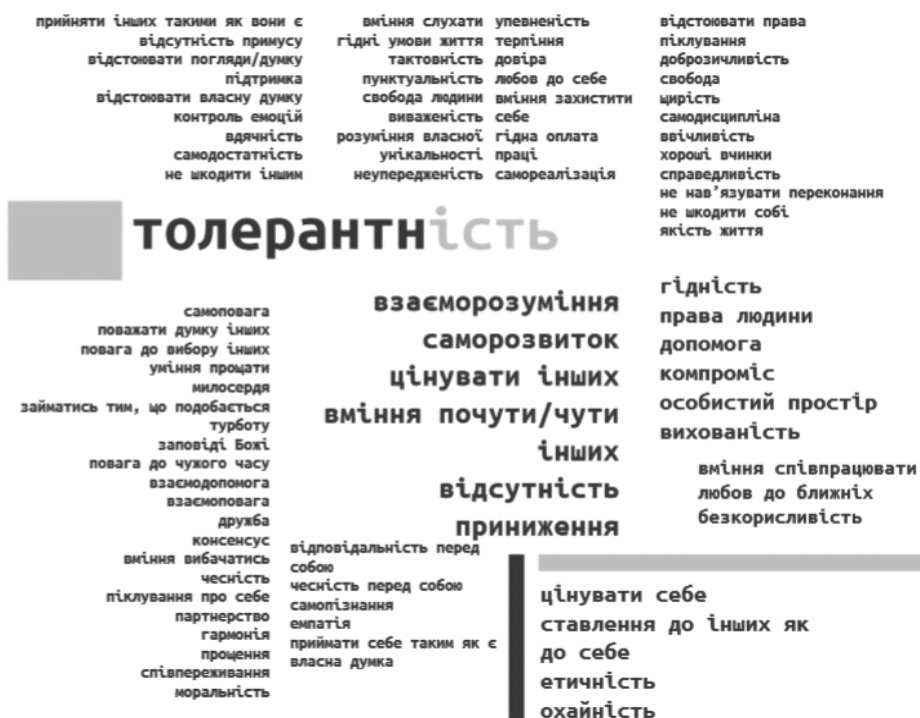 прийняти інших такими як вони є
відсутність примусу
відстоювати погляди/думку
підтримка
відстоювати власну думку
контроль емоцій
вдячність
самодостатність
не шкодити іншим
вміння слухати
гідні умови життя
тактовність
пунктуальність
свобода людини
виваженість
розуміння власної
унікальності
неупередженість
упевненість
терпіння
довіра
любов до себе
вміння захистити
себе
гідна оплата
праці
самореалізація
відстоювати права
піклування
доброзичливість
свобода
щирість
самодисципліна
ввічливість
хороші вчинки
справедливість
не нав’язувати переконання
не шкодити собі
якість життя
толерантність
самоповага
поважати думку інших
повага до вибору інших
уміння прощати
милосердя
займатись тим, що подобається
турботу
заповіді Божі
повага до чужого часу
взаємодопомога
взаємоповага
дружба
консенсус
вміння вибачатись
чесність
піклування про себе
партнерство
гармонія
прощення
співпереживання
моральність
взаєморозуміння
саморозвиток
цінувати інших
вміння почути/чути
інших
відсутність
приниження
відповідальність перед
собою
чесність перед собою
самопізнання
емпатія
приймати себе таким як є
власна думка
гідність
права людини
допомога
компроміс
особистий простір
вихованість
вміння співпрацювати
любов до ближніх
безкорисливість
цінувати себе
ставлення до інших як
до себе
етичність
охайність